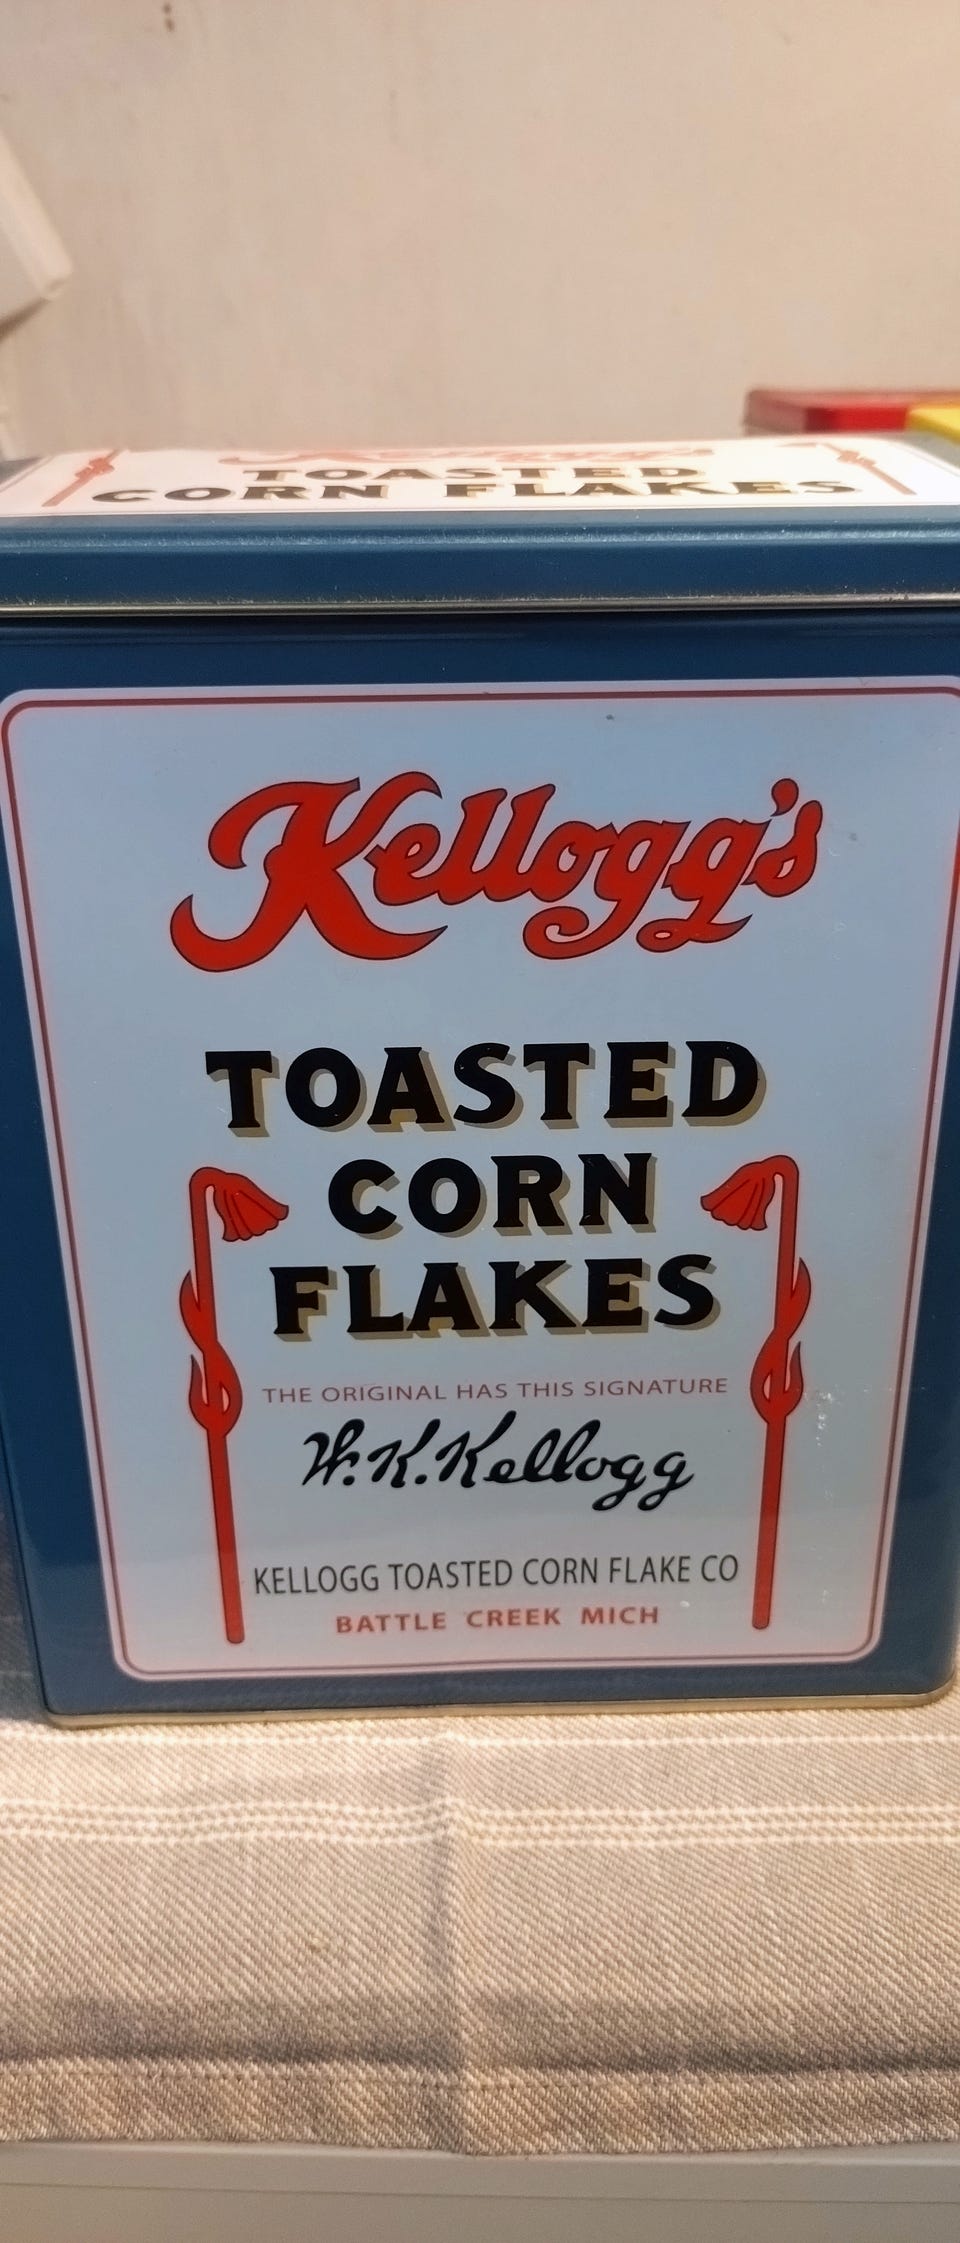 Kellogg's
TOASTED
CORN FLAKES
Kellogg's
TOASTED
CORN
FLAKES
THE ORIGINAL HAS THIS SIGNATURE
W.K.Kellogg
KELLOGG TOASTED CORN FLAKE CO
BATTLE CREEK MICH